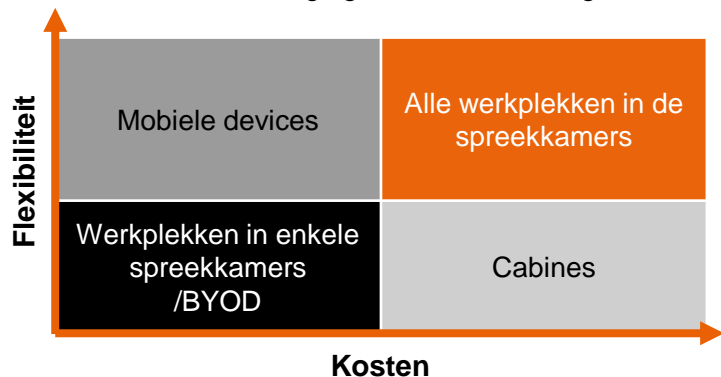 Flexibiliteit
Mobiele devices
Alle werkplekken in de
spreekkamers
Werkplekken in enkele
spreekkamers
/BYOD
Cabines
Kosten